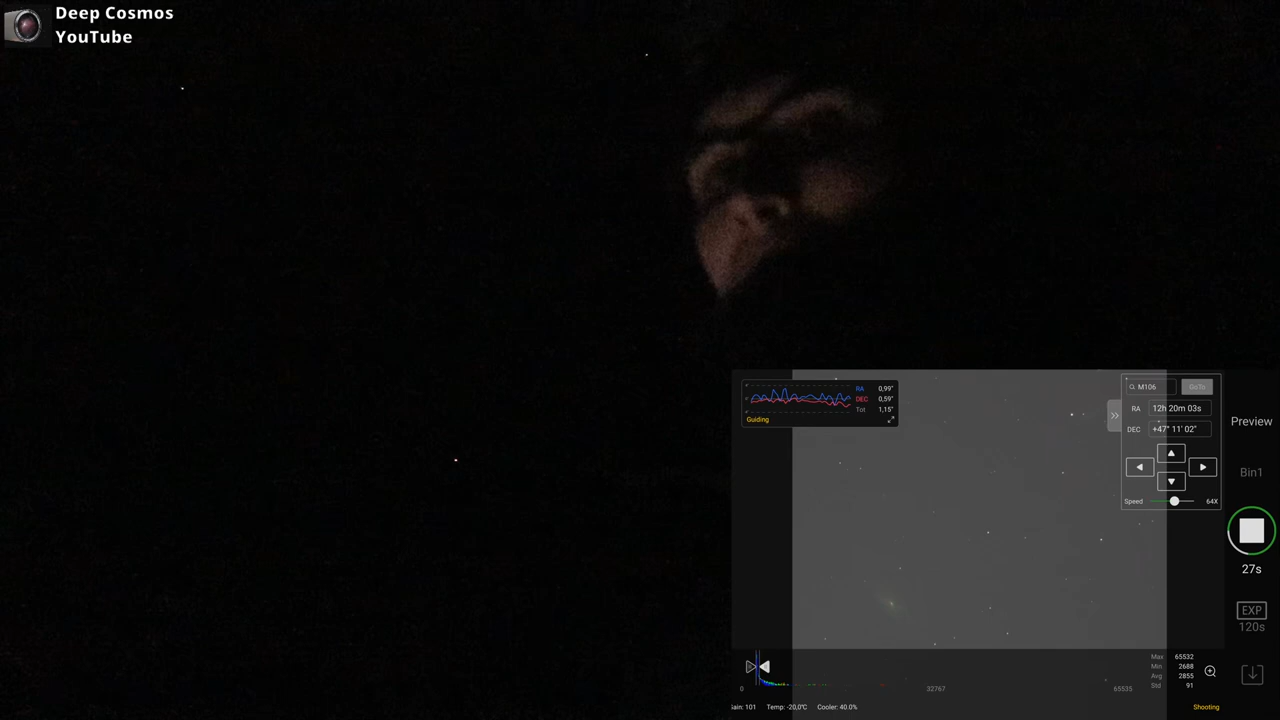 Deep Cosmos
YouTube
RA 0,99"
DEC 0,59"
Tot 1,15"
Guiding
M106
GoTo
RA 12h 20m 03s
DEC +47° 11' 02"
Speed 64X
Preview
Bin1
27s
EXP
120s
Max 65532
Min 2688
Avg 2855
Std 91
0 32767 65535
Temp: -20,0°C Cooler: 40.0%
Shooting